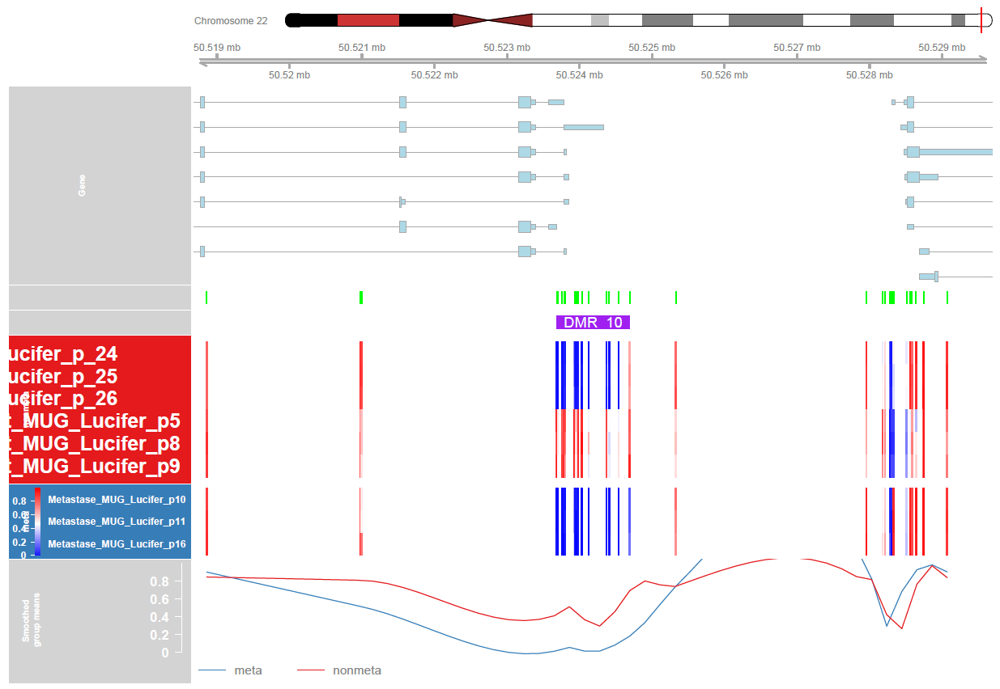 Chromosome 22
50.519 mb 50.521 mb 50.523 mb 50.525 mb 50.527 mb 50.529 mb
50.52 mb 50.522 mb 50.524 mb 50.526 mb 50.528 mb
Gene
DMR_10
ucifer_p_24
ucifer_p_25
ucifer_p_26
_MUG_Lucifer_p5
_MUG_Lucifer_p8
_MUG_Lucifer_p9
0.8
0.6
0.4
0.2
0
meta
Metastase_MUG_Lucifer_p10
Metastase_MUG_Lucifer_p11
Metastase_MUG_Lucifer_p16
Smoothed
group means
0.8
0.6
0.4
0.2
0
meta nonmeta